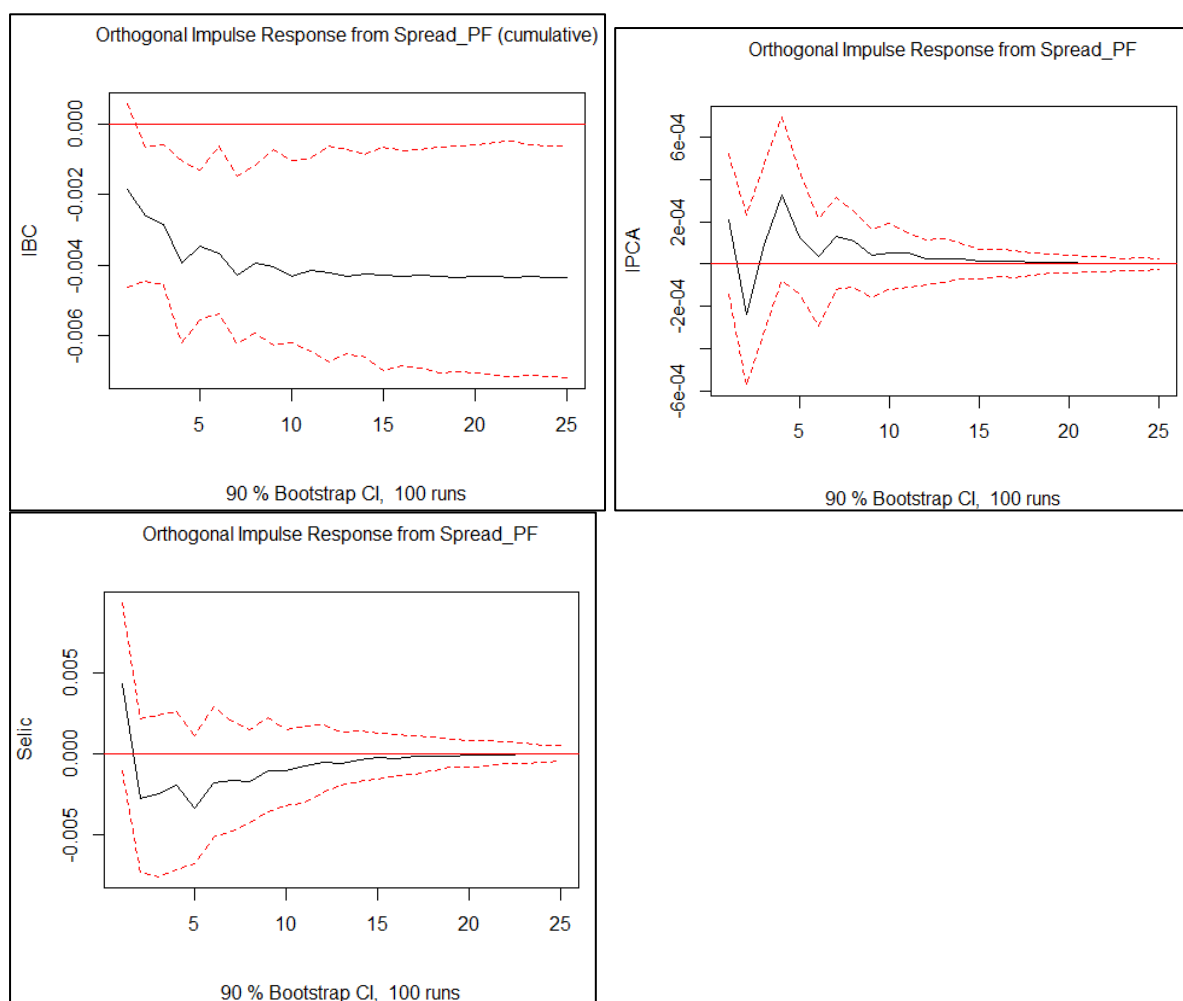 Orthogonal Impulse Response from Spread_PF (cumulative)
IBC
0.000
-0.002
-0.004
-0.006
5 10 15 20 25
90 % Bootstrap CI, 100 runs
Orthogonal Impulse Response from Spread_PF
IPCA
6e-04
2e-04
-2e-04
-6e-04
5 10 15 20 25
90 % Bootstrap CI, 100 runs
Orthogonal Impulse Response from Spread_PF
Selic
0.005
0.000
-0.005
5 10 15 20 25
90 % Bootstrap CI, 100 runs